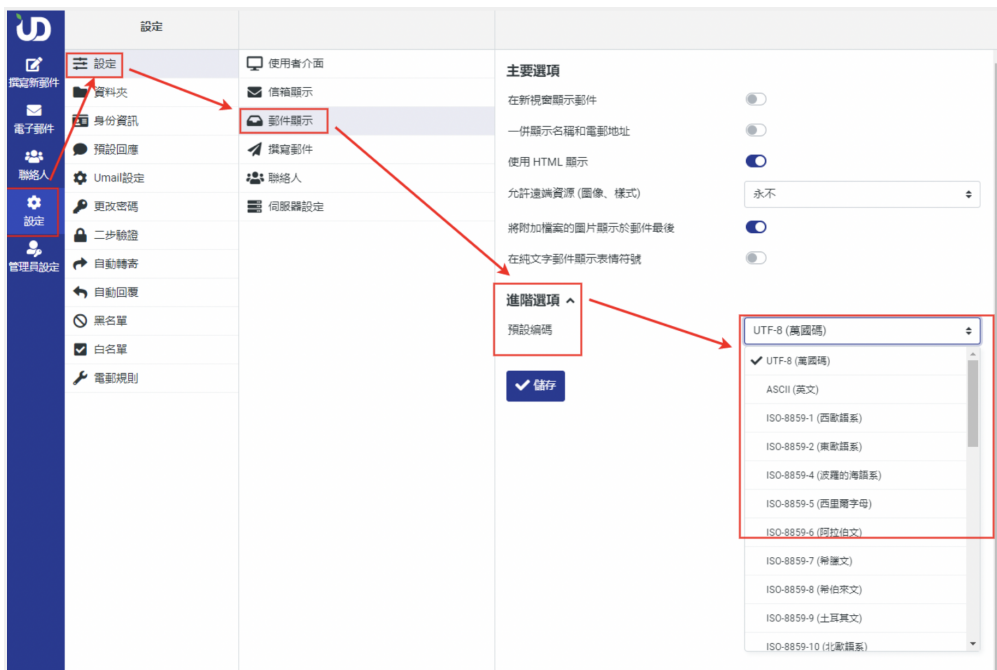 UD
撰寫新郵件
電子郵件
聯絡人
設定
管理員設定
設定
設定
資料夾
身份資訊
預設回應
Umail設定
更改密碼
二步驗證
自動轉寄
自動回覆
黑名單
白名單
電郵規則
使用者介面
信箱顯示
郵件顯示
撰寫郵件
聯絡人
伺服器設定
主要選項
在新視窗顯示郵件
一併顯示名稱和電郵地址
使用 HTML 顯示
允許遠端資源 (圖像、樣式)
永不
將附加檔案的圖片顯示於郵件最後
在純文字郵件顯示表情符號
進階選項
預設編碼
UTF-8 (萬國碼)
UTF-8 (萬國碼)
ASCII (英文)
ISO-8859-1 (西歐語系)
ISO-8859-2 (東歐語系)
ISO-8859-4 (波羅的海語系)
ISO-8859-5 (西里爾字母)
ISO-8859-6 (阿拉伯文)
ISO-8859-7 (希臘文)
ISO-8859-8 (希伯來文)
ISO-8859-9 (土耳其文)
ISO-8859-10 (北歐語系)
儲存